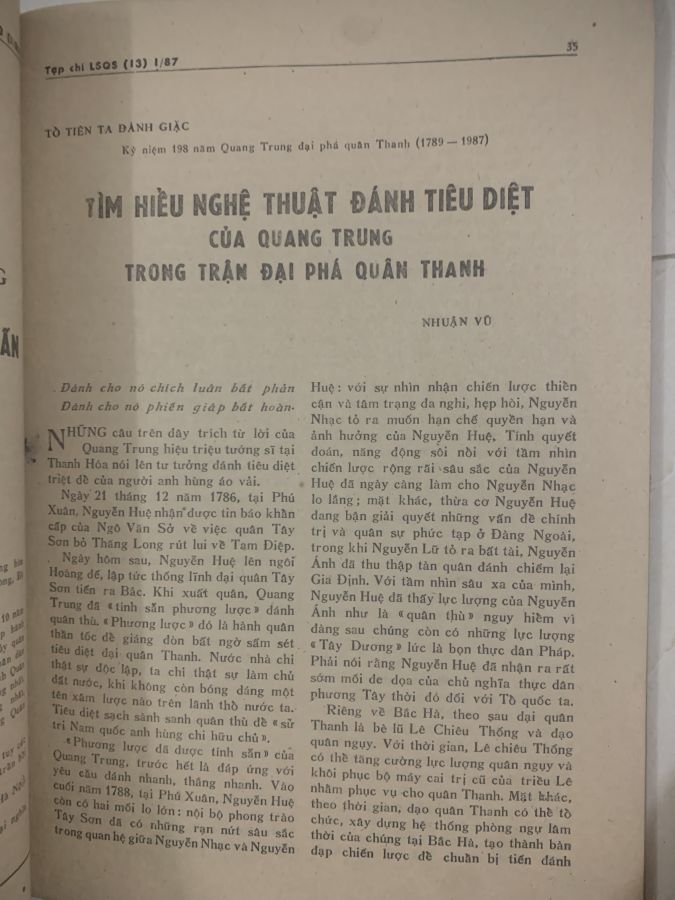 Tạp chí LSQS (13) 1/87
35
TỔ TIÊN TA ĐÁNH GIẶC
Kỷ niệm 198 năm Quang Trung đại phá quân Thanh (1789 — 1987)
TÌM HIỂU NGHỆ THUẬT ĐÁNH TIÊU DIỆT
CỦA QUANG TRUNG
TRONG TRẬN ĐẠI PHÁ QUÂN THANH
NHUẬN VŨ
Đánh cho nó chích luân bất phản
Đánh cho nó phiến giáp bất hoàn.
NHỮNG câu trên đây trích từ lời của
Quang Trung hiệu triệu tướng sĩ tại
Thanh Hóa nói lên tư tưởng đánh tiêu diệt
triệt để của người anh hùng áo vải.
Ngày 21 tháng 12 năm 1786, tại Phú
Xuân, Nguyễn Huệ nhận được tin báo khẩn
cấp của Ngô Văn Sở về việc quân Tây
Sơn bỏ Thăng Long rút lui về Tam Điệp.
Ngày hôm sau, Nguyễn Huệ lên ngôi
Hoàng đế, lập tức thống lĩnh đại quân Tây
Sơn tiến ra Bắc. Khi xuất quân, Quang
Trung đã «tính sẵn phương lược» đánh
quân thù. «Phương lược» đó là hành quân
thần tốc để giáng đòn bất ngờ sấm sét
tiêu diệt đại quân Thanh. Nước nhà chỉ
thật sự độc lập, ta chỉ thật sự làm chủ
đất nước, khi không còn bóng dáng một
tên xâm lược nào trên lãnh thổ nước ta.
Tiêu diệt sạch sành sanh quân thù để «sử
tri Nam quốc anh hùng chi hữu chủ».
«Phương lược đã được tính sẵn» của
Quang Trung, trước hết là đáp ứng với
yêu cầu đánh nhanh, thắng nhanh. Vào
cuối năm 1788, tại Phú Xuân, Nguyễn Huệ
còn có hai mối lo lớn: nội bộ phong trào
Tây Sơn đã có những rạn nứt sâu sắc
trong quan hệ giữa Nguyễn Nhạc và Nguyễn
Huệ: với sự nhìn nhận chiến lược thiển
cận và tâm trạng đa nghi, hẹp hòi, Nguyễn
Nhạc tỏ ra muốn hạn chế quyền hạn và
ảnh hưởng của Nguyễn Huệ. Tính quyết
đoán, năng động sôi nổi với tầm nhìn
chiến lược rộng rãi sâu sắc của Nguyễn
Huệ đã ngày càng làm cho Nguyễn Nhạc
lo lắng; mặt khác, thừa cơ Nguyễn Huệ
đang bận giải quyết những vấn đề chính
trị và quân sự phức tạp ở Đàng Ngoài,
trong khi Nguyễn Lữ tỏ ra bất tài, Nguyễn
Ánh đã thu thập tàn quân đánh chiếm lại
Gia Định. Với tầm nhìn sâu xa của mình,
Nguyễn Huệ đã thấy lực lượng của Nguyễn
Ánh như là «quân thù» nguy hiểm vì
đằng sau chúng còn có những lực lượng
«Tây Dương» tức là bọn thực dân Pháp.
Phải nói rằng Nguyễn Huệ đã nhận ra rất
sớm mối đe dọa của chủ nghĩa thực dân
phương Tây thời đó đối với Tổ quốc ta.
Riêng về Bắc Hà, theo sau đại quân
Thanh là bè lũ Lê Chiêu Thống và đạo
quân ngụy. Với thời gian, Lê chiêu Thống
có thể tăng cường lực lượng quân ngụy và
khôi phục bộ máy cai trị cũ của triều Lê
nhằm phục vụ cho quân Thanh. Mặt khác,
theo thời gian, đạo quân Thanh có thể tổ
chức, xây dựng hệ thống phòng ngự lâm
thời của chúng tại Bắc Hà, tạo thành bàn
đạp chiến lược để chuẩn bị tiến đánh